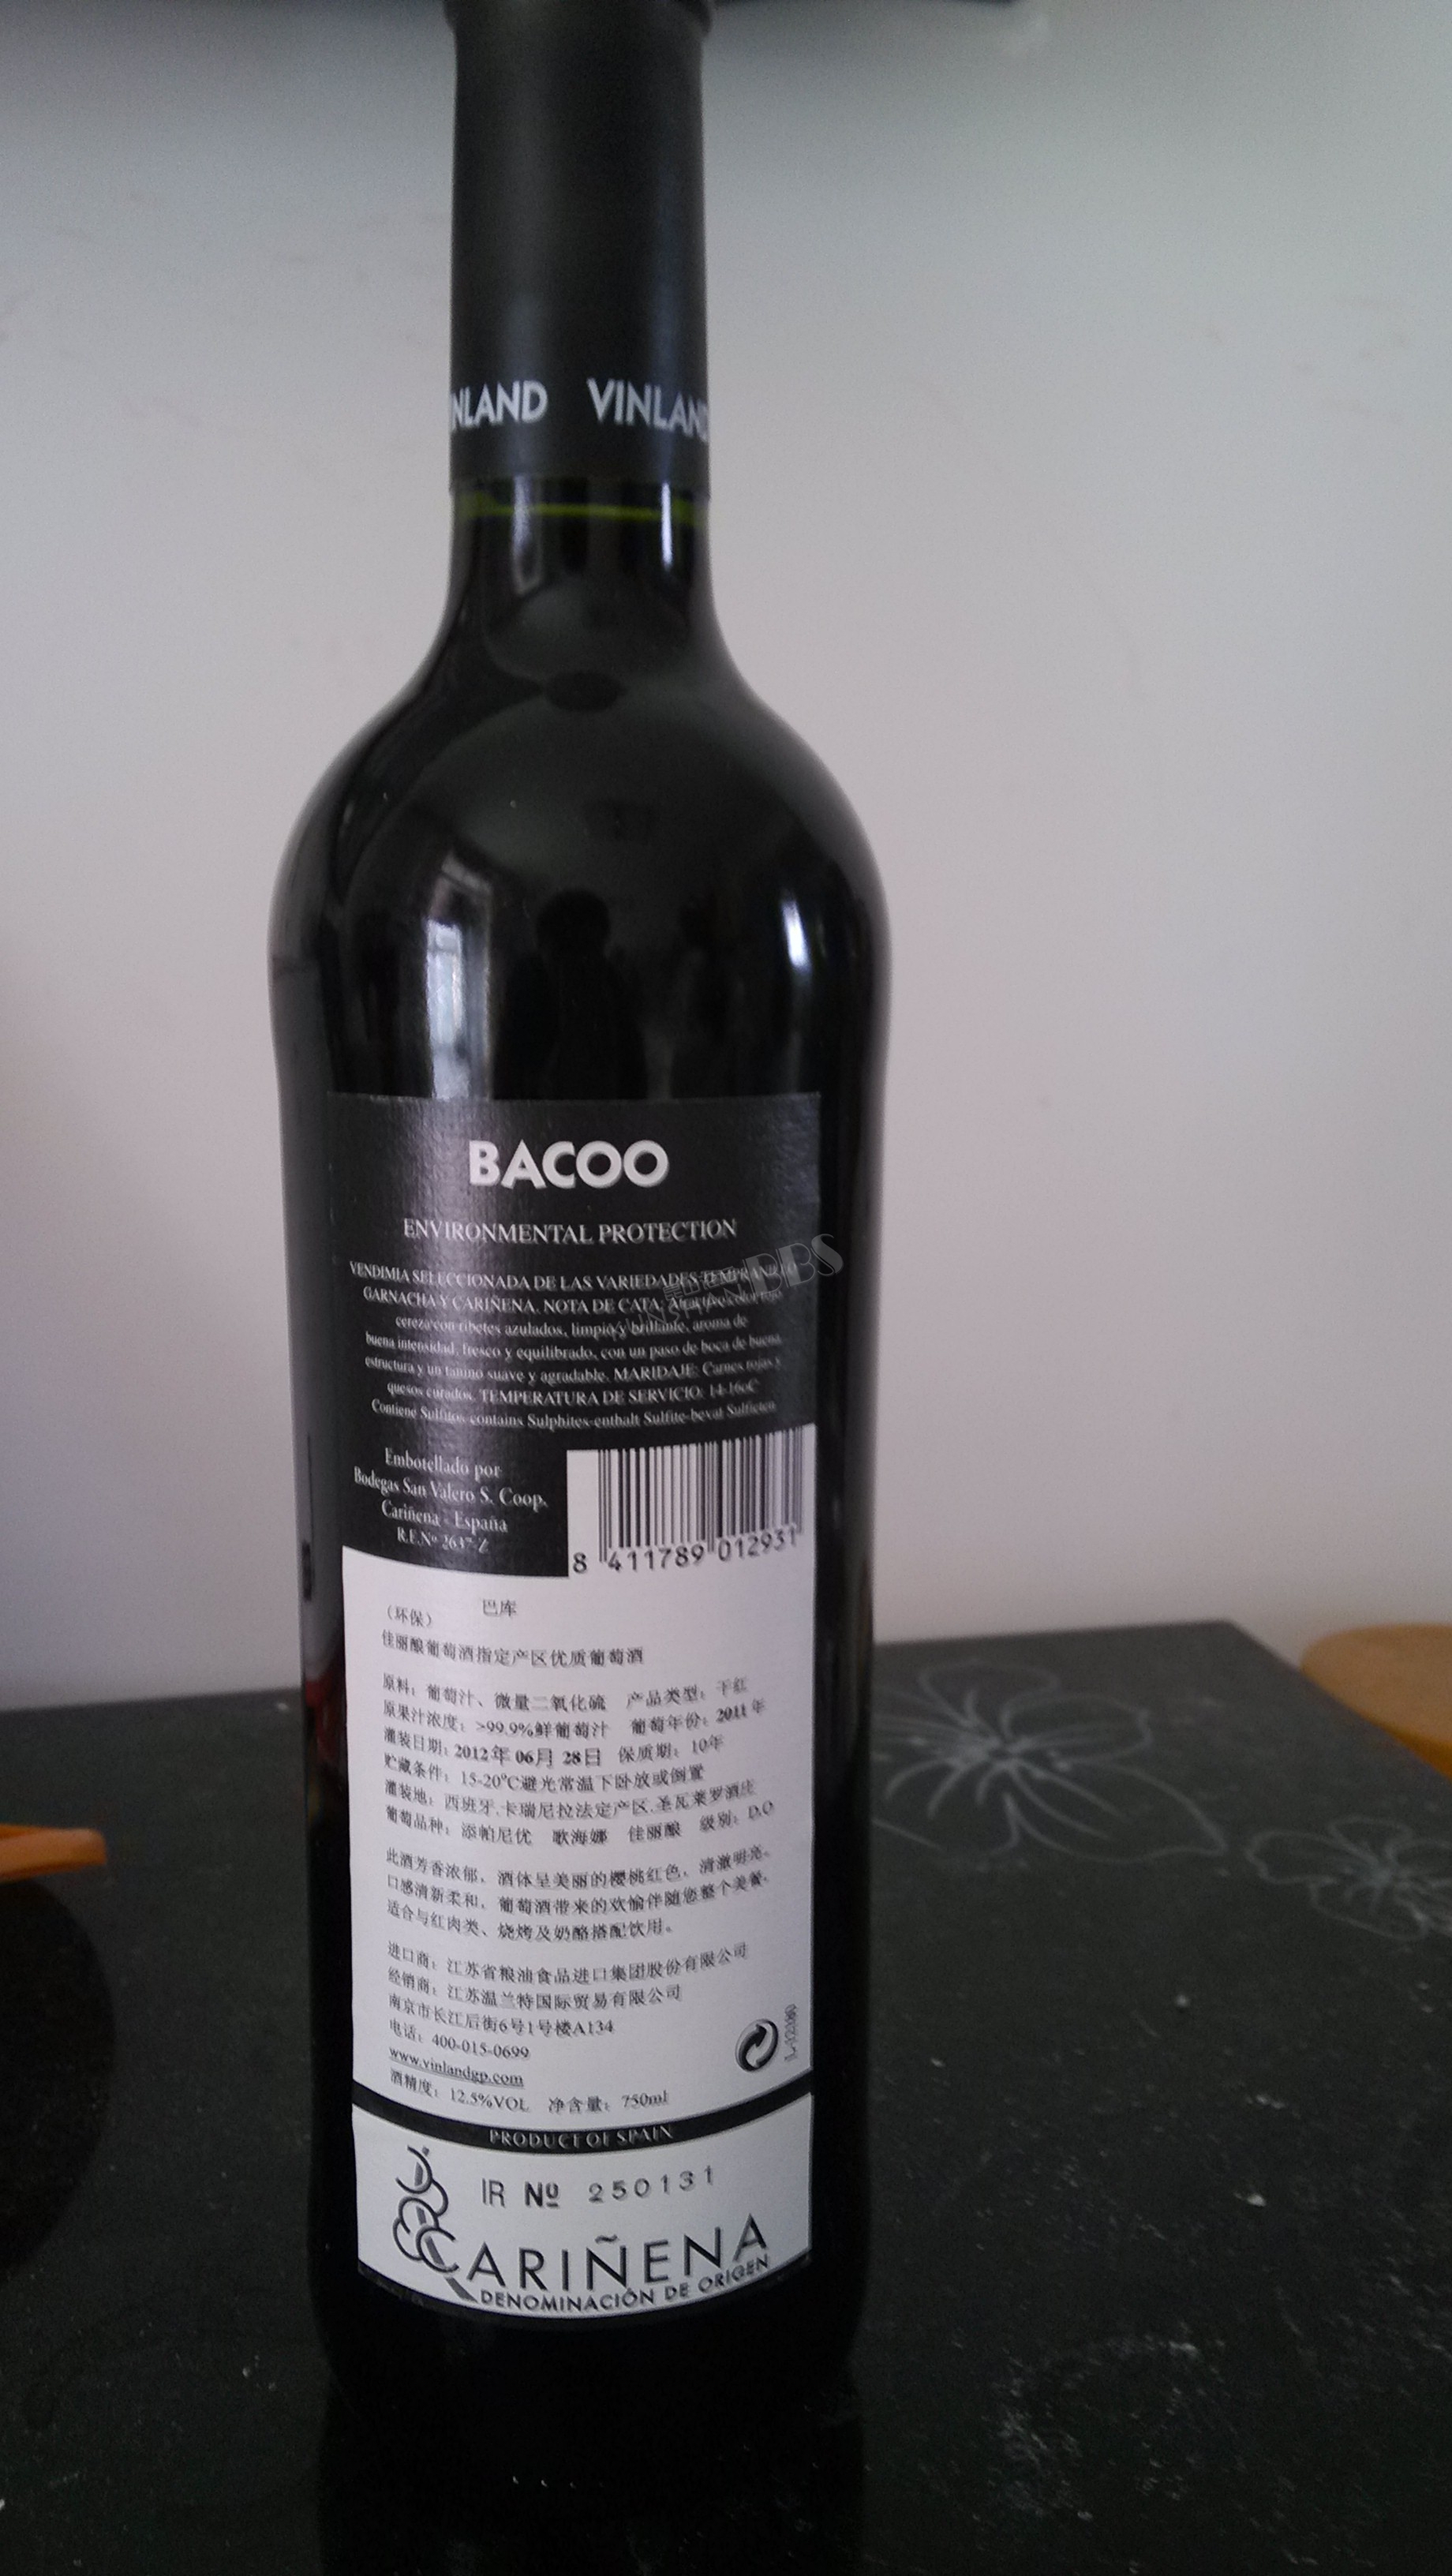 NLAND VINLAND
BACOO
ENVIRONMENTAL PROTECTION
VENDIMIA SELECCIONADA DE LAS VARIEDADES TEMPRANILLO
GARNACHA Y CARIÑENA. NOTA DE CATA: Atractivo color rojo
cereza con ribetes azulados, limpio y brillante, aroma de
buena intensidad, fresco y equilibrado, con un paso de boca de buena
estructura y un tanino suave y agradable. MARIDAJE: Carnes rojas y
quesos curados. TEMPERATURA DE SERVICIO: 14-16oC
Contiene Sulfitos-contains Sulphites-enthalt Sulfite-bevat Sulfieten
BBS
Embotellado por
Bodegas San Valero S. Coop.
Cariñena - España
R.E.Nº 2637-Z
8 411789 012931
（环保） 巴库
佳丽酿葡萄酒指定产区优质葡萄酒
原料：葡萄汁、微量二氧化硫 产品类型：干红
原果汁浓度：>99.9%鲜葡萄汁 葡萄年份：2011年
灌装日期：2012年06月28日 保质期：10年
贮藏条件：15-20°C避光常温下卧放或倒置
灌装地：西班牙.卡瑞尼拉法定产区.圣瓦莱罗酒庄
葡萄品种：添帕尼优 歌海娜 佳丽酿 级别：D.O
此酒芳香浓郁，酒体呈美丽的樱桃红色，清澈明亮。
口感清新柔和，葡萄酒带来的欢愉伴随您整个美餐。
适合与红肉类、烧烤及奶酪搭配饮用。
进口商：江苏省粮油食品进口集团股份有限公司
经销商：江苏温兰特国际贸易有限公司
南京市长江后街6号1号楼A134
电话：400-015-0699
www.vinlandgp.com
酒精度：12.5%VOL 净含量：750ml
PRODUCT OF SPAIN
IR Nº 250131
CARIÑENA
DENOMINACIÓN DE ORIGEN